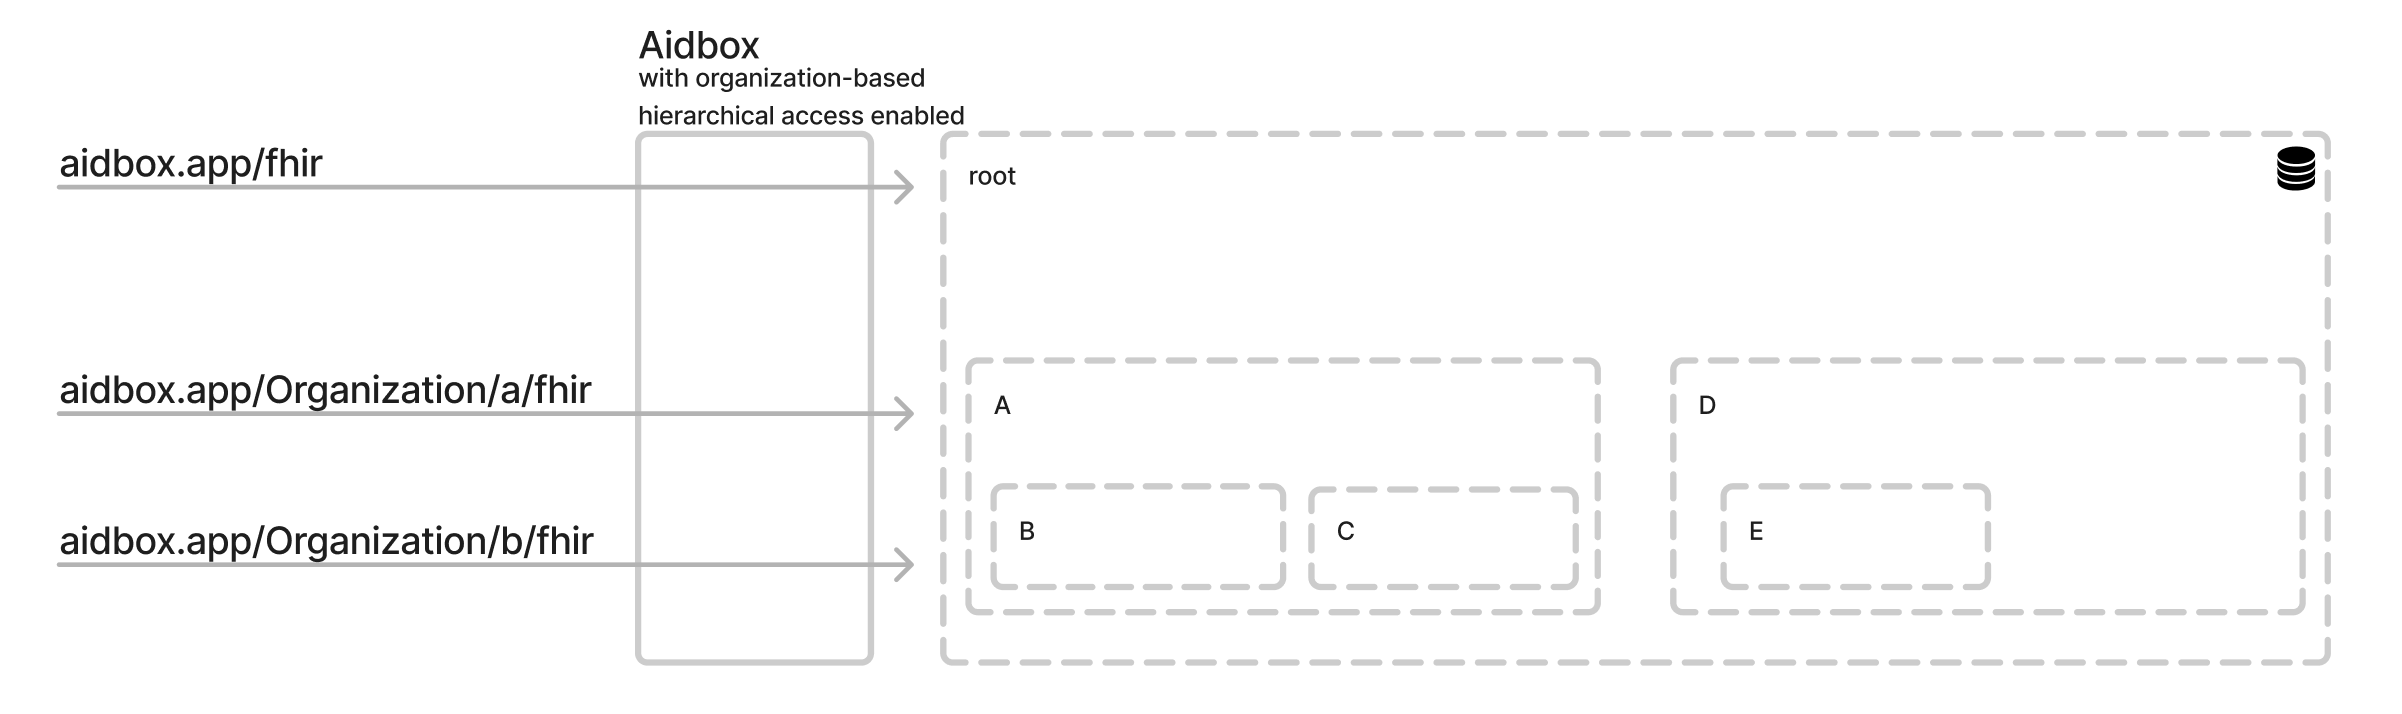 Aidbox
with organization-based
hierarchical access enabled
aidbox.app/fhir
root
aidbox.app/Organization/a/fhir
A
D
aidbox.app/Organization/b/fhir
B
C
E